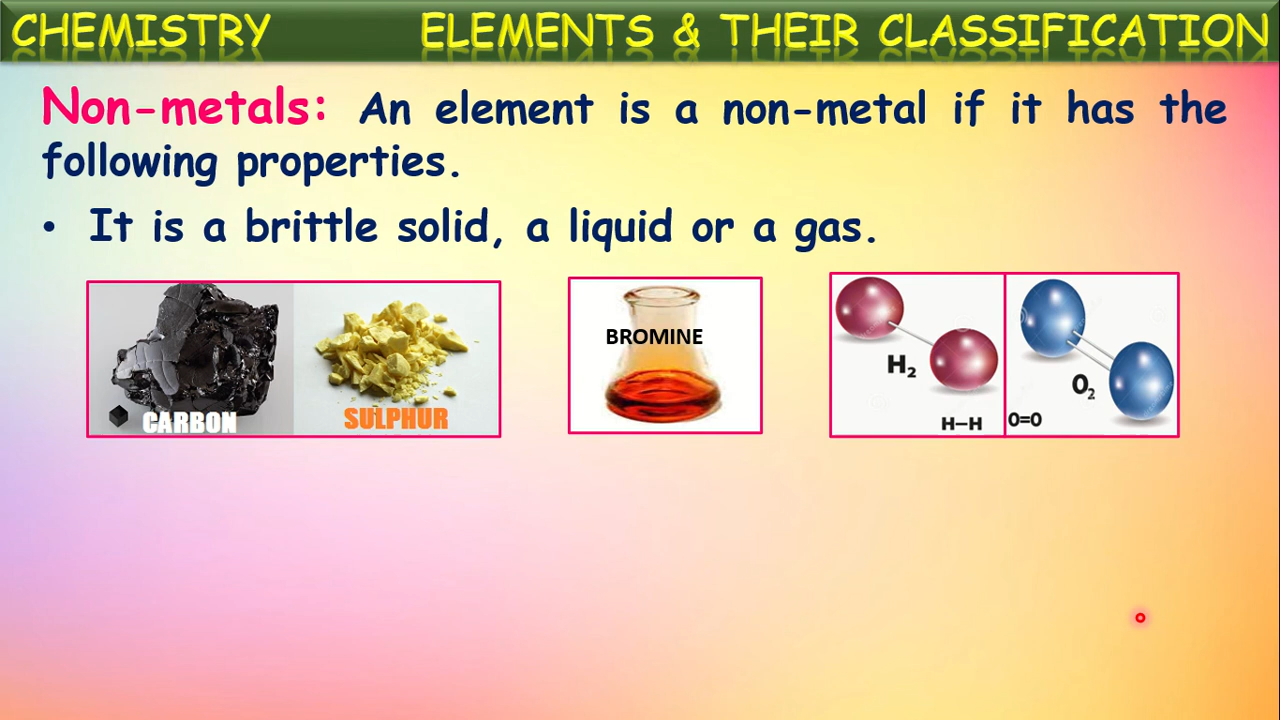 CHEMISTRY ELEMENTS & THEIR CLASSIFICATION
Non-metals: An element is a non-metal if it has the
following properties.
• It is a brittle solid, a liquid or a gas.
CARBON
SULPHUR
BROMINE
H₂
H–H
O₂
O=O